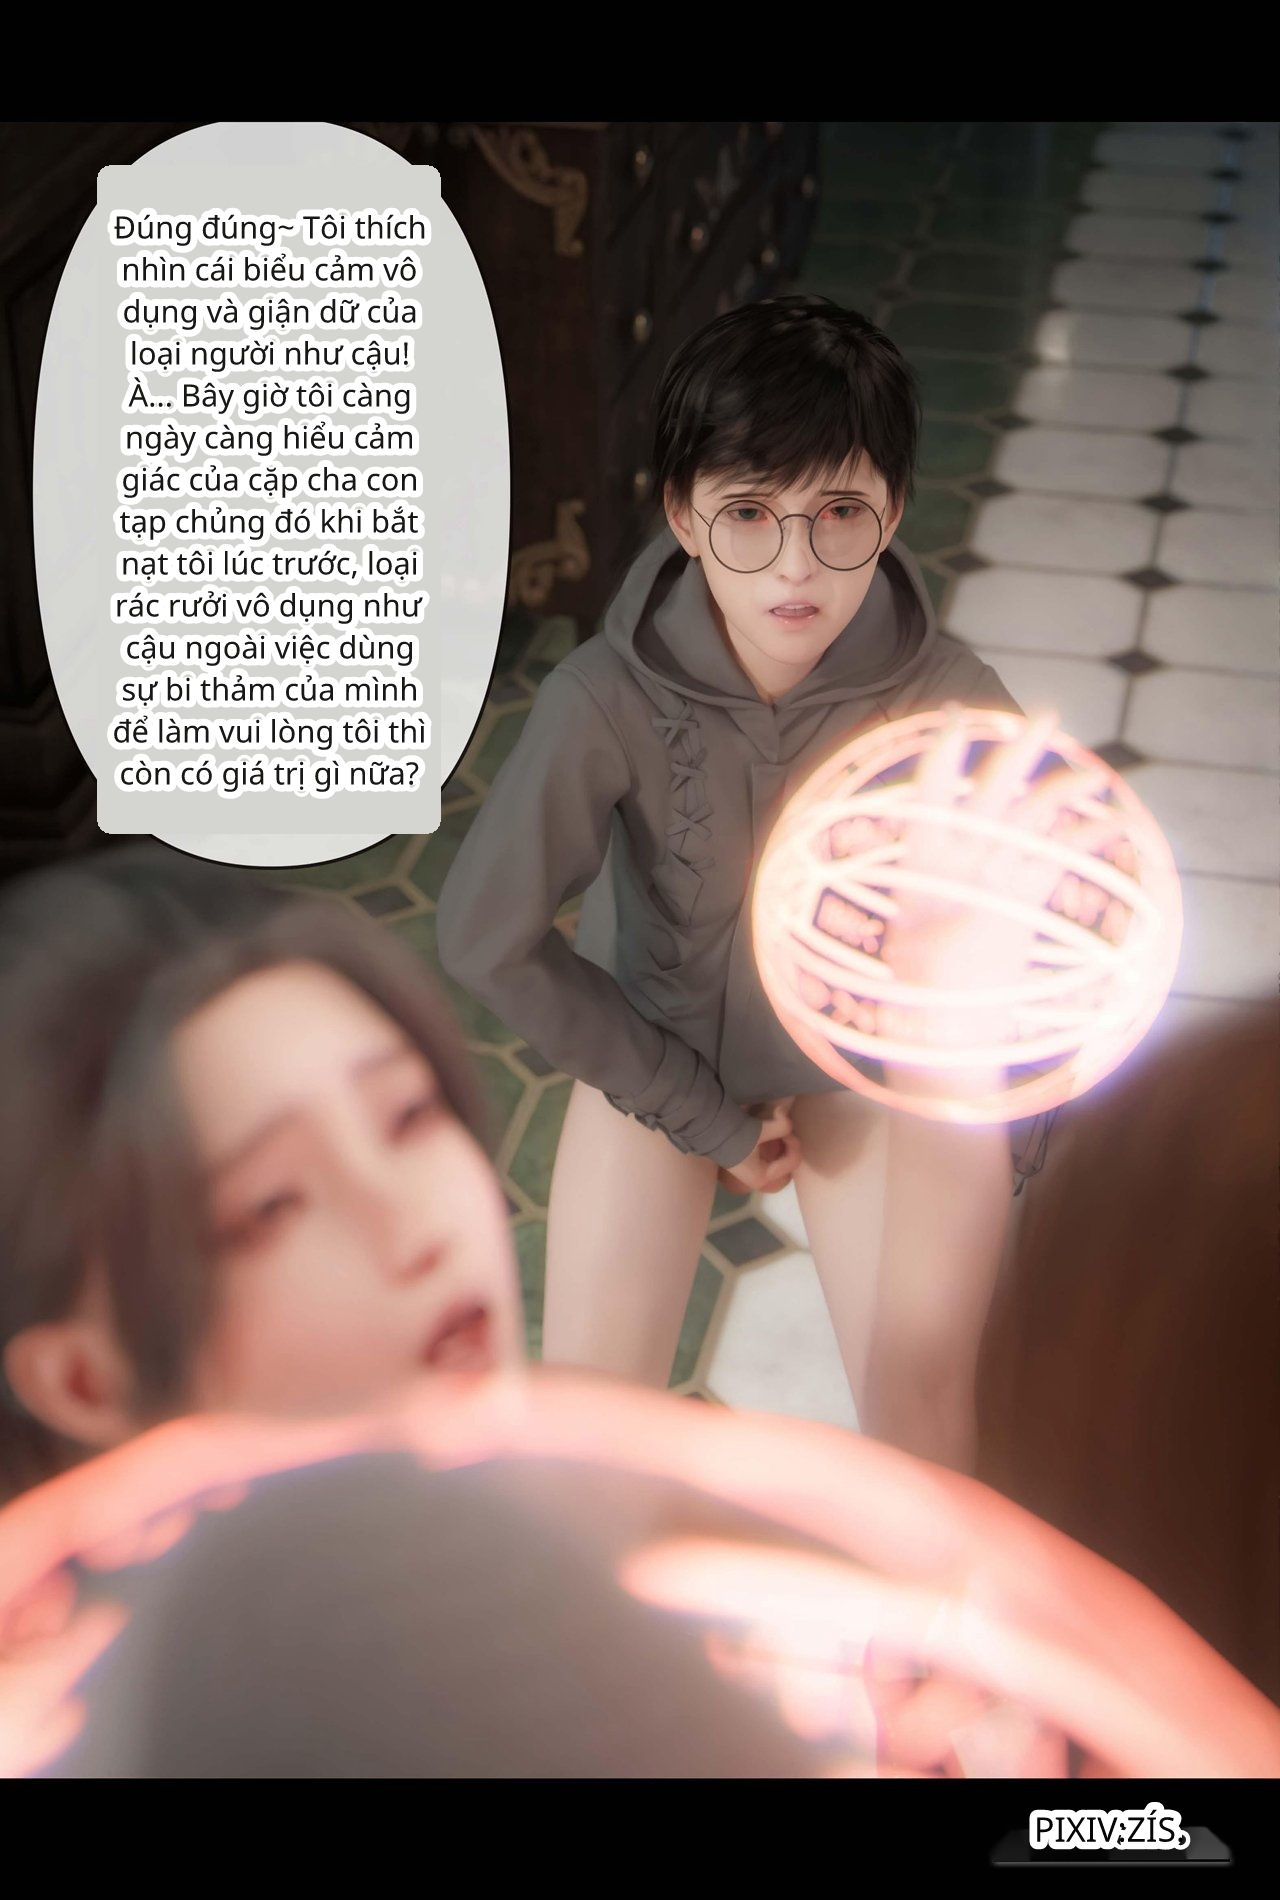 Đúng đúng~ Tôi thích
nhìn cái biểu cảm vô
dụng và giận dữ của
loại người như cậu!
À... Bây giờ tôi càng
ngày càng hiểu cảm
giác của cặp cha con
tạp chủng đó khi bắt
nạt tôi lúc trước, loại
rác rưởi vô dụng như
cậu ngoài việc dùng
sự bi thảm của mình
để làm vui lòng tôi thì
còn có giá trị gì nữa?
PIXIV:ZÍS.